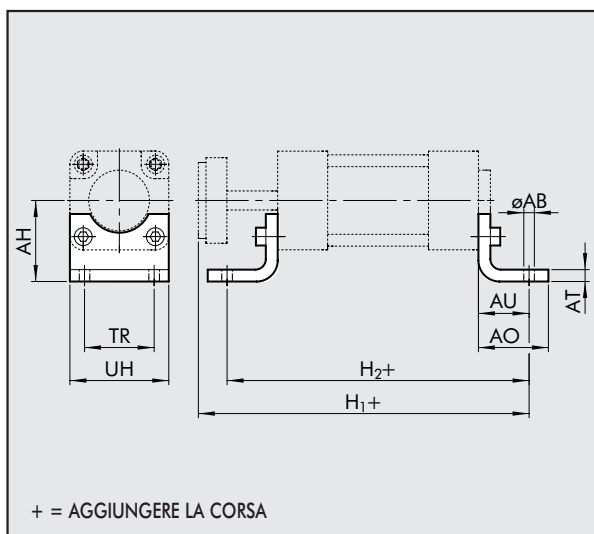 øAB
AH
AT
AU
TR
AO
UH
H₂+
H₁+
+ = AGGIUNGERE LA CORSA